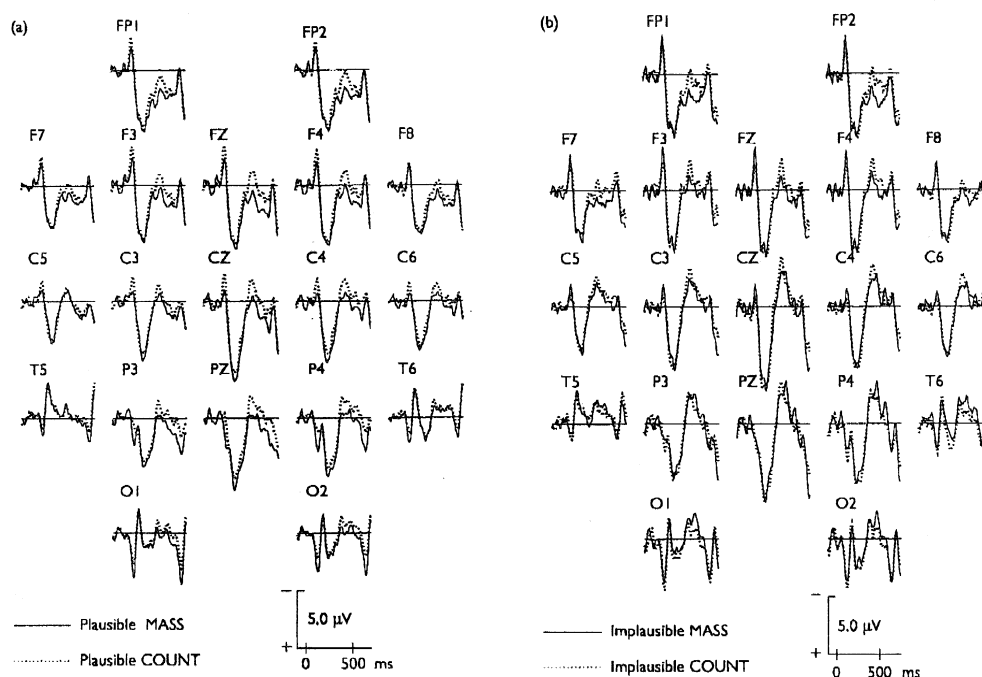 (a)
FP1 FP2
F7 F3 FZ F4 F8
C5 C3 CZ C4 C6
T5 P3 PZ P4 T6
O1 O2
−
5.0 µV
+
0 500 ms
Plausible MASS
Plausible COUNT
(b)
FP1 FP2
F7 F3 FZ F4 F8
C5 C3 CZ C4 C6
T5 P3 PZ P4 T6
O1 O2
−
5.0 µV
+
0 500 ms
Implausible MASS
Implausible COUNT